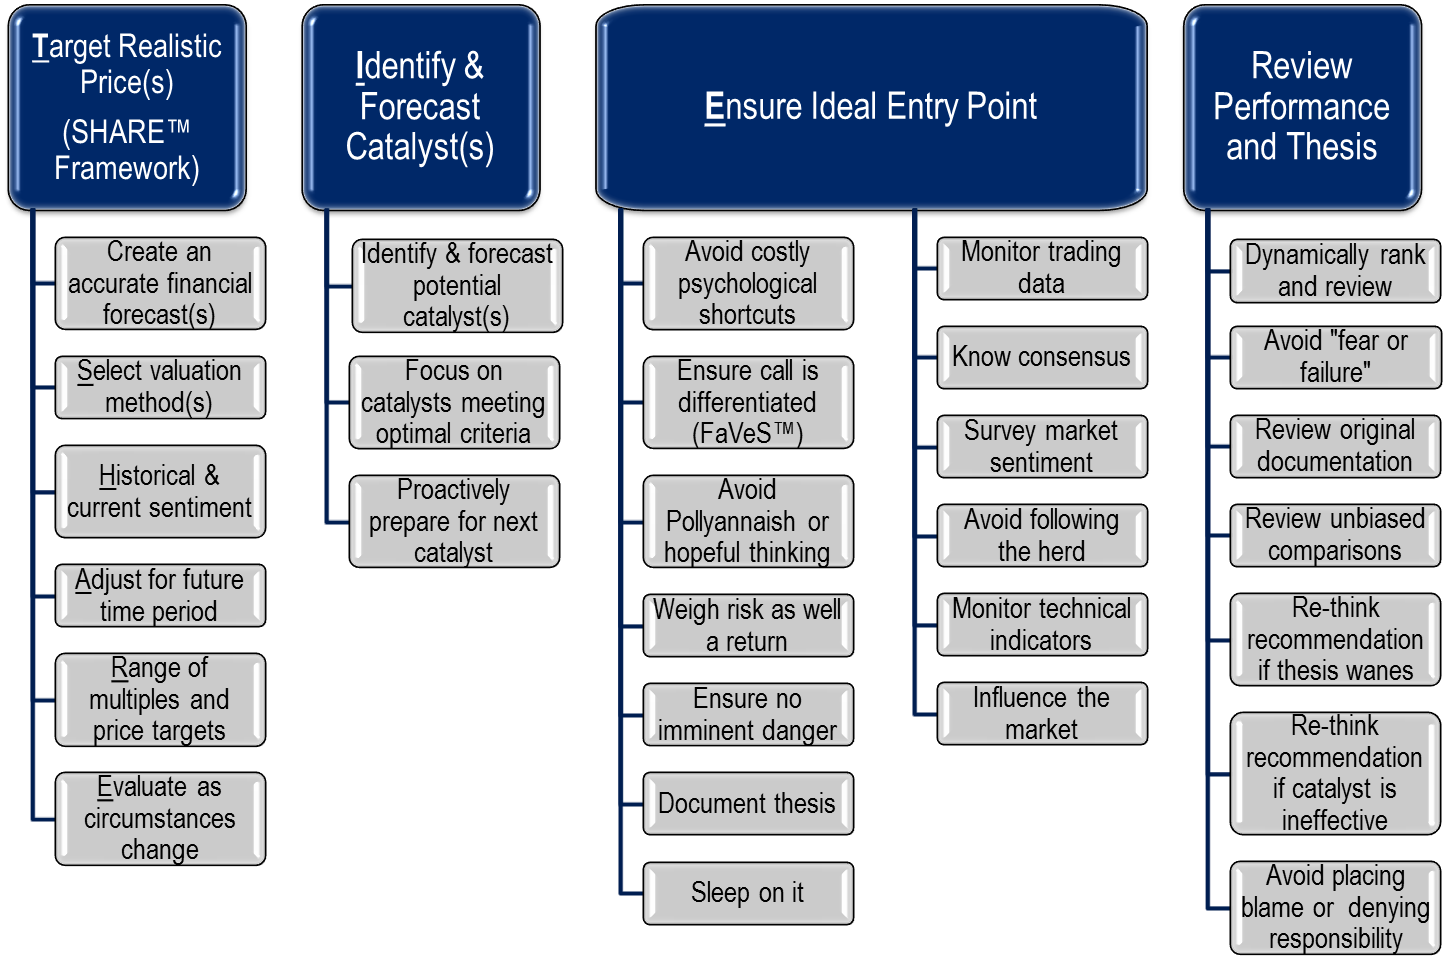 Target Realistic
Price(s)
(SHARE™
Framework)
Create an
accurate financial
forecast(s)
Select valuation
method(s)
Historical &
current sentiment
Adjust for future
time period
Range of
multiples and
price targets
Evaluate as
circumstances
change
Identify &
Forecast
Catalyst(s)
Identify & forecast
potential
catalyst(s)
Focus on
catalysts meeting
optimal criteria
Proactively
prepare for next
catalyst
Ensure Ideal Entry Point
Avoid costly
psychological
shortcuts
Ensure call is
differentiated
(FaVeS™)
Avoid
Pollyannaish or
hopeful thinking
Weigh risk as well
a return
Ensure no
imminent danger
Document thesis
Sleep on it
Monitor trading
data
Know consensus
Survey market
sentiment
Avoid following
the herd
Monitor technical
indicators
Influence the
market
Review
Performance
and Thesis
Dynamically rank
and review
Avoid "fear or
failure"
Review original
documentation
Review unbiased
comparisons
Re-think
recommendation
if thesis wanes
Re-think
recommendation
if catalyst is
ineffective
Avoid placing
blame or denying
responsibility